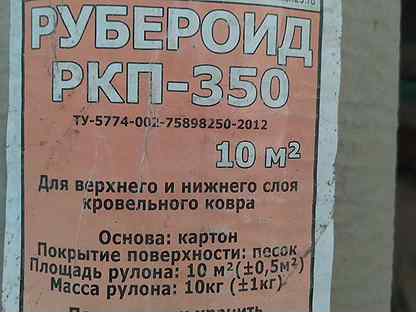 РУБЕРОИД
РКП-350
ТУ-5774-002-75898250-2012
10 м²
Для верхнего и нижнего слоя
кровельного ковра
Основа: картон
Покрытие поверхности: песок
Площадь рулона: 10 м²(±0,5м²)
Масса рулона: 10кг (±1кг)
хранить